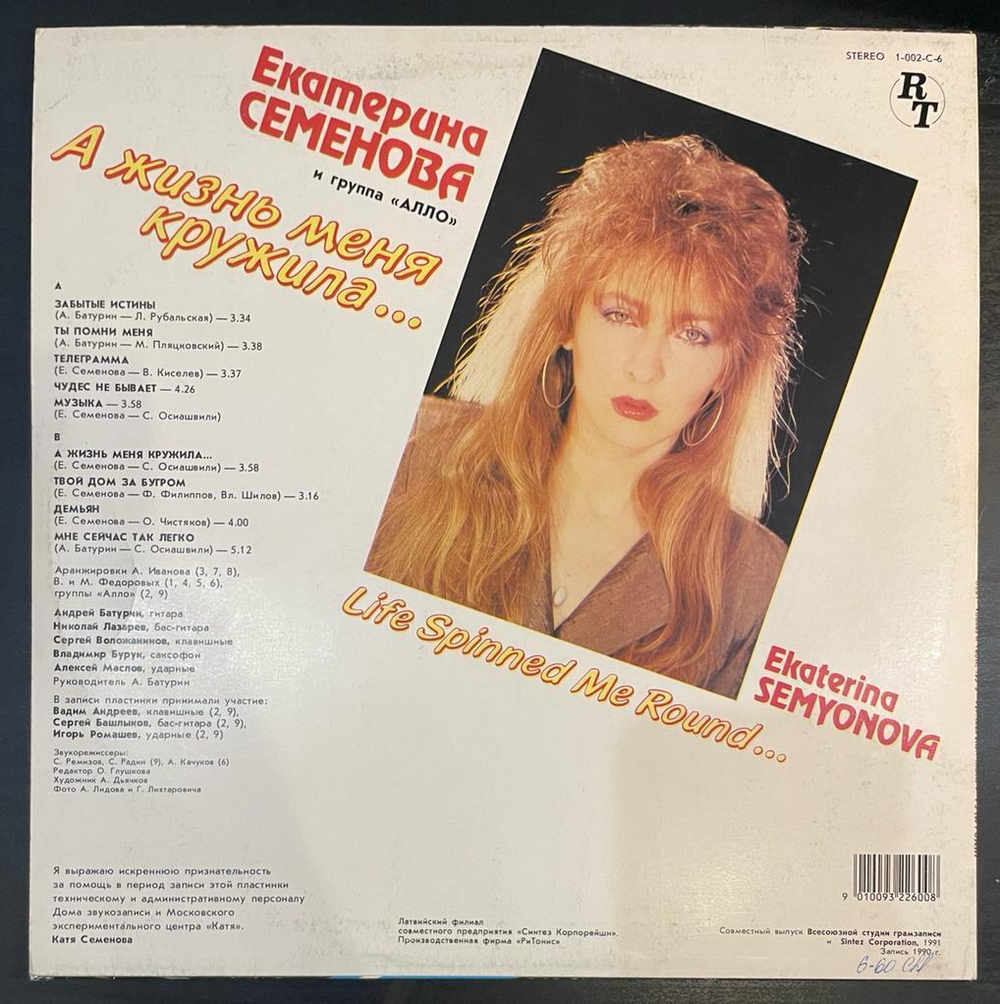 STEREO 1-002-C-6
RT
Екатерина
СЕМЕНОВА
и группа «АЛЛО»
А жизнь меня
кружила...
А
ЗАБЫТЫЕ ИСТИНЫ
(А. Батурин — Л. Рубальская) — 3.34
ТЫ ПОМНИ МЕНЯ
(А. Батурин — М. Пляцковский) — 3.38
ТЕЛЕГРАММА
(Е. Семенова — В. Киселев) — 3.37
ЧУДЕС НЕ БЫВАЕТ — 4.26
МУЗЫКА — 3.58
(Е. Семенова — С. Осиашвили)
В
А ЖИЗНЬ МЕНЯ КРУЖИЛА...
(Е. Семенова — С. Осиашвили) — 3.58
ТВОЙ ДОМ ЗА БУГРОМ
(Е. Семенова — Ф. Филиппов, Вл. Шилов) — 3.16
ДЕМЬЯН
(Е. Семенова — О. Чистяков) — 4.00
МНЕ СЕЙЧАС ТАК ЛЕГКО
(А. Батурин — С. Осиашвили) — 5.12
Аранжировки А. Иванова (3, 7, 8),
В. и М. Федоровых (1, 4, 5, 6),
группы «Алло» (2, 9)
Андрей Батурин, гитара
Николай Лазарев, бас-гитара
Сергей Воложанинов, клавишные
Владимир Бурук, саксофон
Алексей Маслов, ударные
Руководитель А. Батурин
В записи пластинки принимали участие:
Вадим Андреев, клавишные (2, 9),
Сергей Башлыков, бас-гитара (2, 9),
Игорь Ромашев, ударные (2, 9)
Звукорежиссеры:
С. Ремизов, С. Радин (9), А. Качуков (6)
Редактор О. Глушкова
Художник А. Дьячков
Фото А. Лидова и Г. Лихтаровича
Life Spinned Me Round...
Ekaterina
SEMYONOVA
Я выражаю искреннюю признательность
за помощь в период записи этой пластинки
техническому и административному персоналу
Дома звукозаписи и Московского
экспериментального центра «Катя».
Катя Семенова
Латвийский филиал
совместного предприятия «Синтез Корпорейшн».
Производственная фирма «РиТонис»
9 010093 226008
Совместный выпуск Всесоюзной студии грамзаписи
и Sintez Corporation, 1991
Запись 1990 г.
6-60